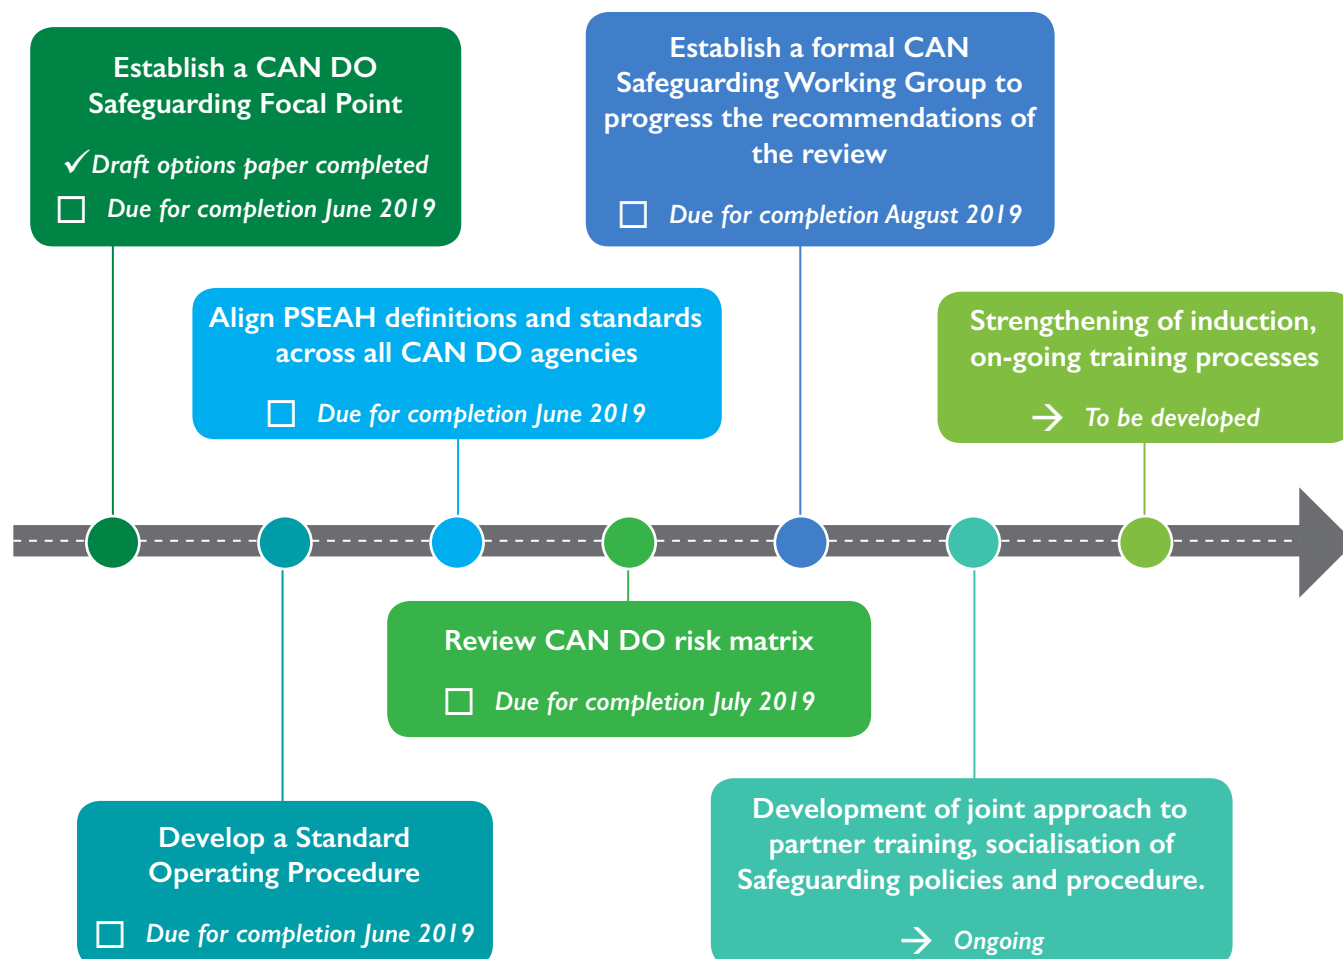 Establish a CAN DO
Safeguarding Focal Point
✓ Draft options paper completed
☐ Due for completion June 2019
Establish a formal CAN
Safeguarding Working Group to
progress the recommendations of
the review
☐ Due for completion August 2019
Align PSEAH definitions and standards
across all CAN DO agencies
☐ Due for completion June 2019
Strengthening of induction,
on-going training processes
→ To be developed
Review CAN DO risk matrix
☐ Due for completion July 2019
Develop a Standard
Operating Procedure
☐ Due for completion June 2019
Development of joint approach to
partner training, socialisation of
Safeguarding policies and procedure.
→ Ongoing